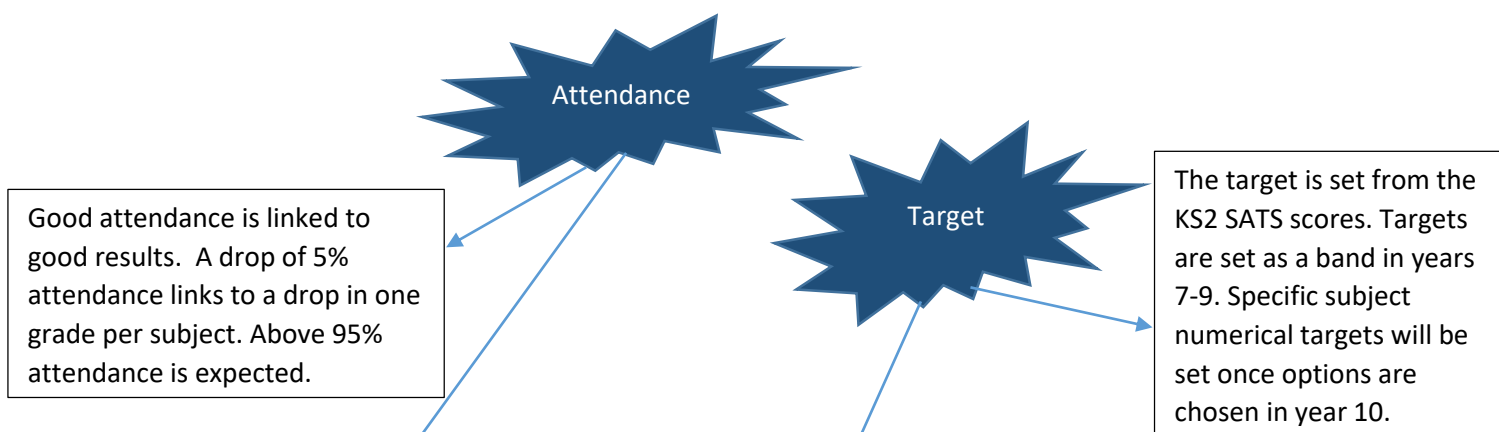 Attendance
Good attendance is linked to
good results.  A drop of 5%
attendance links to a drop in one
grade per subject. Above 95%
attendance is expected.
Target
The target is set from the
KS2 SATS scores. Targets
are set as a band in years
7-9. Specific subject
numerical targets will be
set once options are
chosen in year 10.